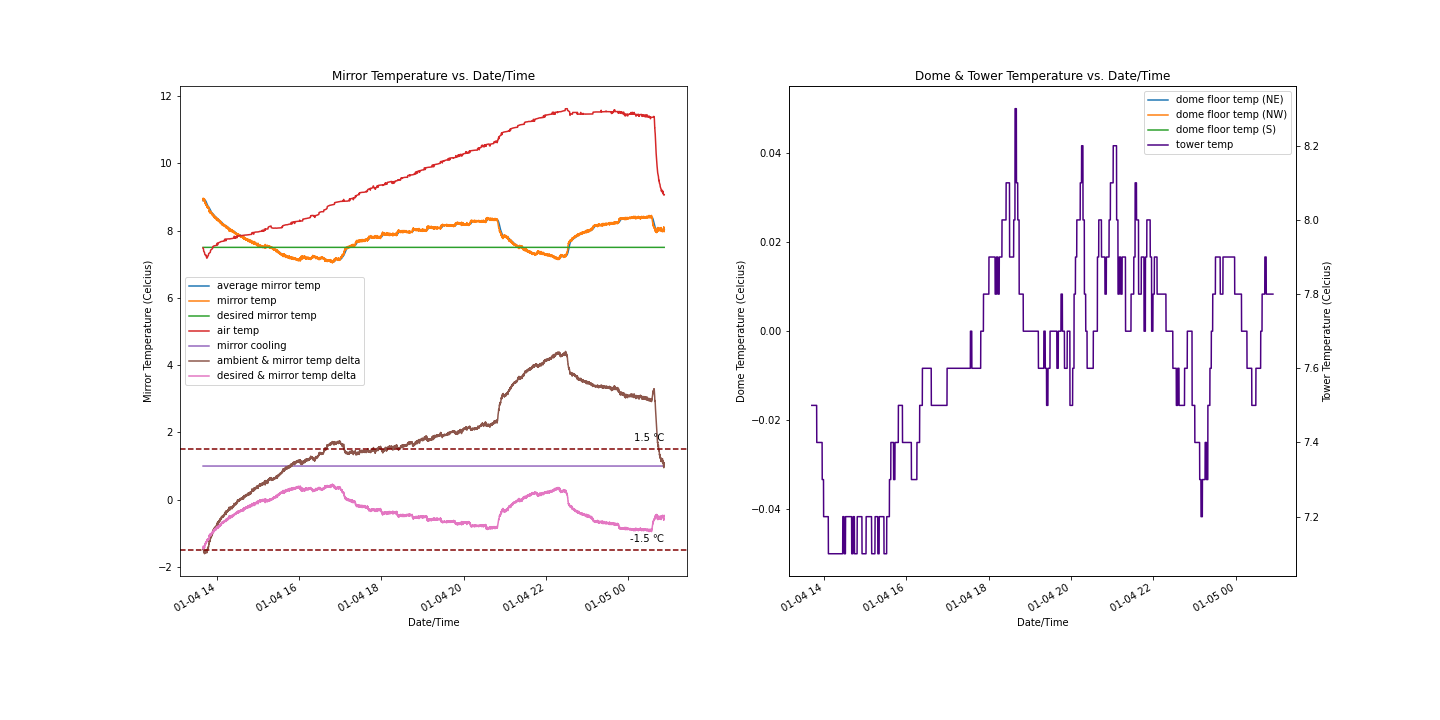 Mirror Temperature vs. Date/Time
Mirror Temperature (Celcius)
12
10
8
6
4
2
0
−2
average mirror temp
mirror temp
desired mirror temp
air temp
mirror cooling
ambient & mirror temp delta
desired & mirror temp delta
1.5 °C
-1.5 °C
01-04 14
01-04 16
01-04 18
01-04 20
01-04 22
01-05 00
Date/Time
Dome & Tower Temperature vs. Date/Time
Dome Temperature (Celcius)
0.04
0.02
0.00
−0.02
−0.04
dome floor temp (NE)
dome floor temp (NW)
dome floor temp (S)
tower temp
8.2
8.0
7.8
7.6
7.4
7.2
Tower Temperature (Celcius)
01-04 14
01-04 16
01-04 18
01-04 20
01-04 22
01-05 00
Date/Time